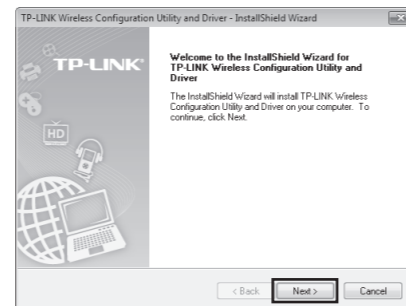 TP-LINK Wireless Configuration Utility and Driver - InstallShield Wizard
TP-LINK®
HD
Welcome to the InstallShield Wizard for
TP-LINK Wireless Configuration Utility and
Driver
The InstallShield Wizard will install TP-LINK Wireless
Configuration Utility and Driver on your computer. To
continue, click Next.
< Back
Next >
Cancel